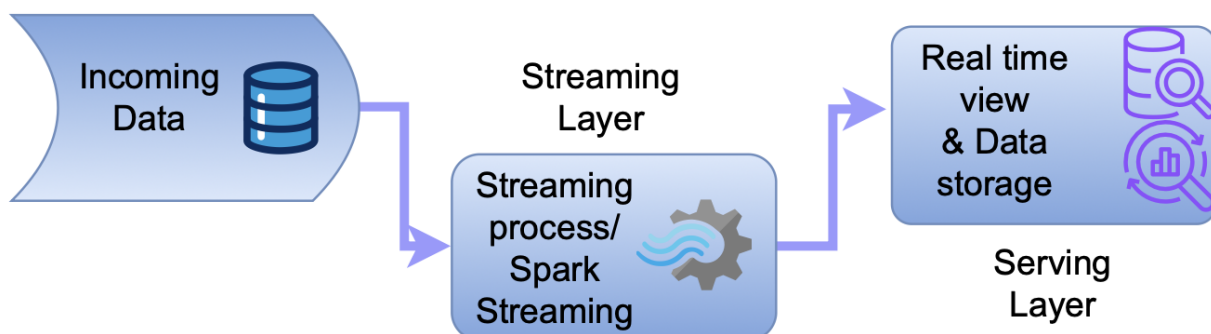 Incoming
Data
Streaming
Layer
Streaming
process/
Spark
Streaming
Real time
view
& Data
storage
Serving
Layer